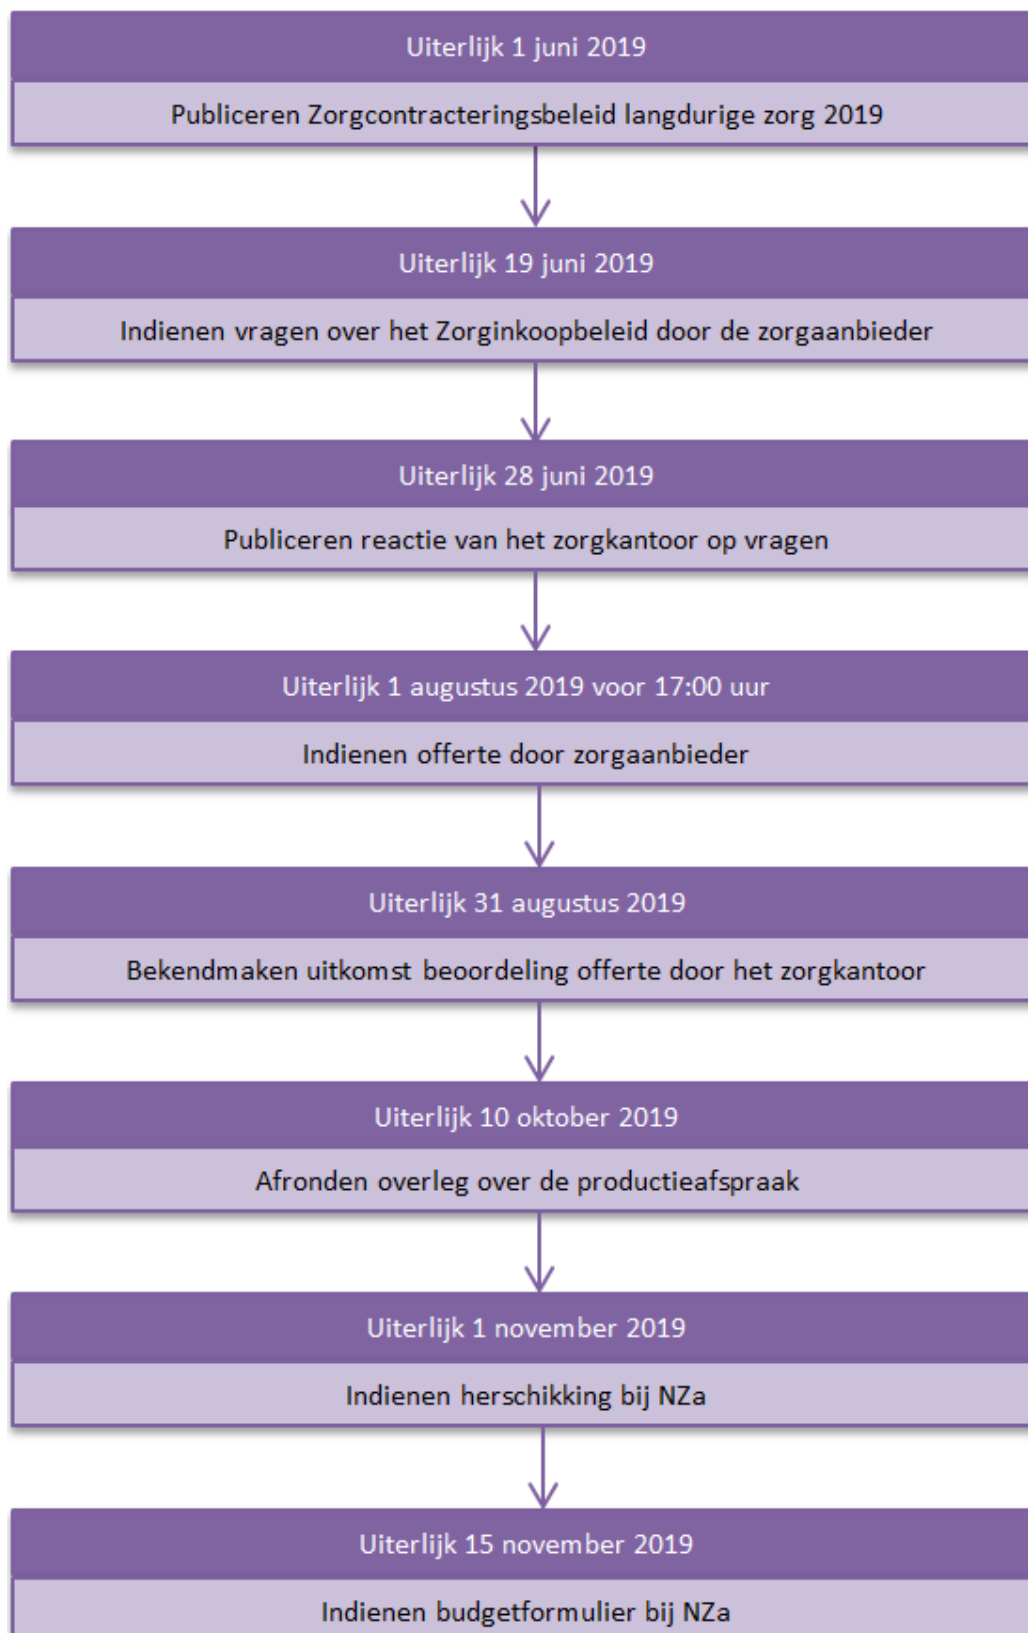 Uiterlijk 1 juni 2019
Publiceren Zorgcontracteringsbeleid langdurige zorg 2019
Uiterlijk 19 juni 2019
Indienen vragen over het Zorginkoopbeleid door de zorgaanbieder
Uiterlijk 28 juni 2019
Publiceren reactie van het zorgkantoor op vragen
Uiterlijk 1 augustus 2019 voor 17:00 uur
Indienen offerte door zorgaanbieder
Uiterlijk 31 augustus 2019
Bekendmaken uitkomst beoordeling offerte door het zorgkantoor
Uiterlijk 10 oktober 2019
Afronden overleg over de productieafspraak
Uiterlijk 1 november 2019
Indienen herschikking bij NZa
Uiterlijk 15 november 2019
Indienen budgetformulier bij NZa